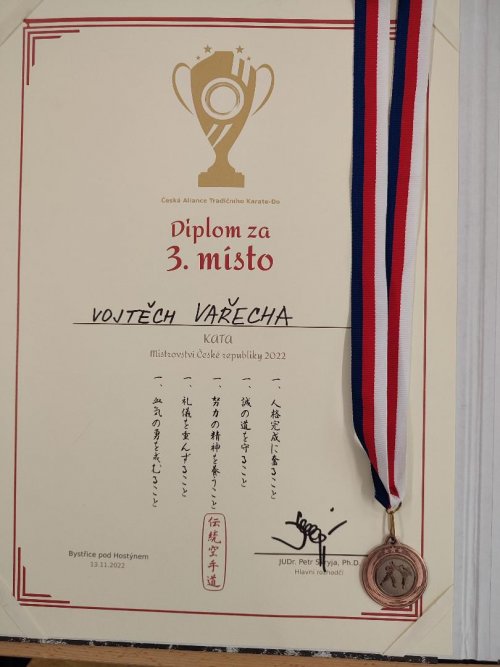 Česká Aliance Tradičního Karate-Do
Diplom za
3. místo
VOJTĚCH VAŘECHA
KATA
Mistrovství České republiky 2022
一、人格完成に奮ること
一、誠の道を守ること
一、努力の精神を養うこと
一、礼儀を重んずること
一、血気の勇を戒むること
伝統空手道
Bystřice pod Hostýnem
13.11.2022
JUDr. Petr Ph.D.
Hlavní rozhodčí